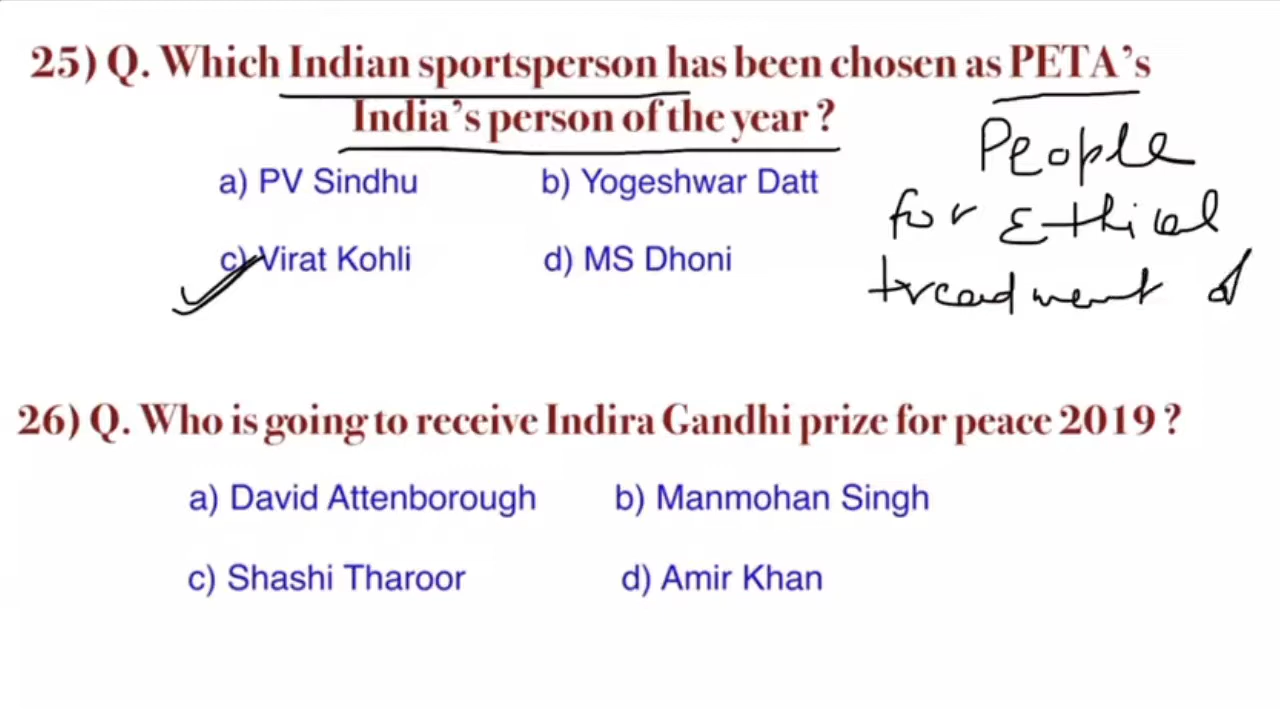 25) Q. Which Indian sportsperson has been chosen as PETA's
India's person of the year ?
People
a) PV Sindhu b) Yogeshwar Datt
for Ethical
c) Virat Kohli d) MS Dhoni
treadment of
26) Q. Who is going to receive Indira Gandhi prize for peace 2019 ?
a) David Attenborough b) Manmohan Singh
c) Shashi Tharoor d) Amir Khan